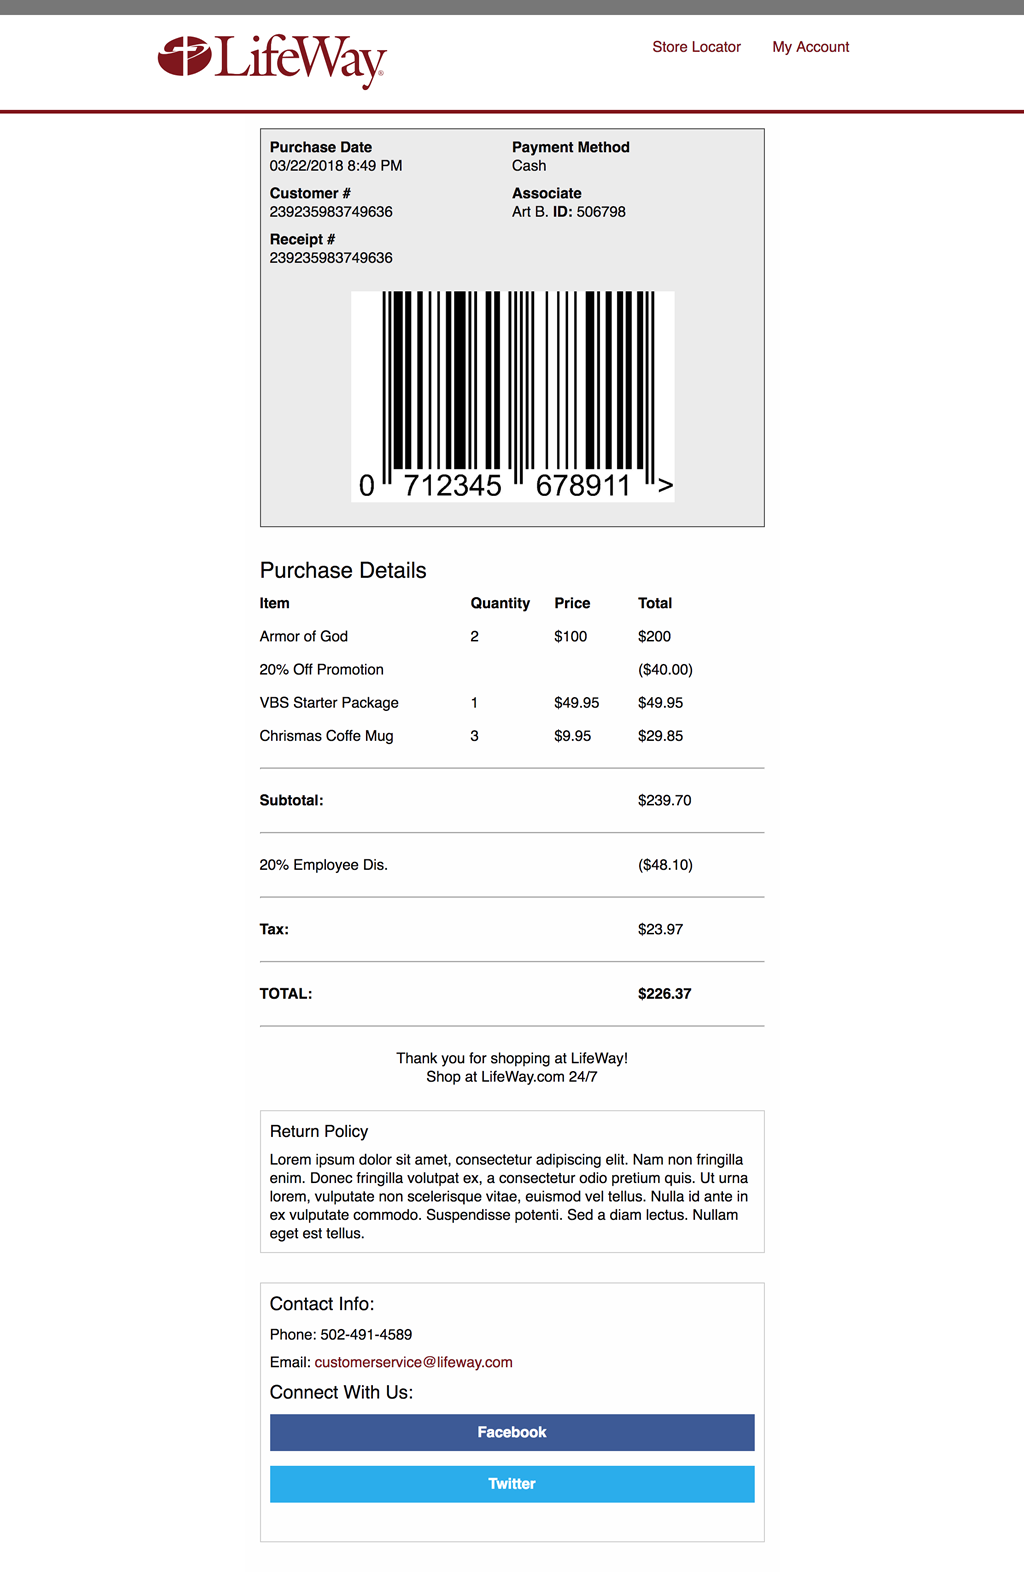 LifeWay®
Store Locator My Account
Purchase Date Payment Method
03/22/2018 8:49 PM Cash
Customer # Associate
239235983749636 Art B. ID: 506798
Receipt #
239235983749636
0 712345 678911 >
Purchase Details
Item Quantity Price Total
Armor of God 2 $100 $200
20% Off Promotion ($40.00)
VBS Starter Package 1 $49.95 $49.95
Chrismas Coffe Mug 3 $9.95 $29.85
Subtotal: $239.70
20% Employee Dis. ($48.10)
Tax: $23.97
TOTAL: $226.37
Thank you for shopping at LifeWay!
Shop at LifeWay.com 24/7
Return Policy
Lorem ipsum dolor sit amet, consectetur adipiscing elit. Nam non fringilla
enim. Donec fringilla volutpat ex, a consectetur odio pretium quis. Ut urna
lorem, vulputate non scelerisque vitae, euismod vel tellus. Nulla id ante in
ex vulputate commodo. Suspendisse potenti. Sed a diam lectus. Nullam
eget est tellus.
Contact Info:
Phone: 502-491-4589
Email: customerservice@lifeway.com
Connect With Us:
Facebook
Twitter